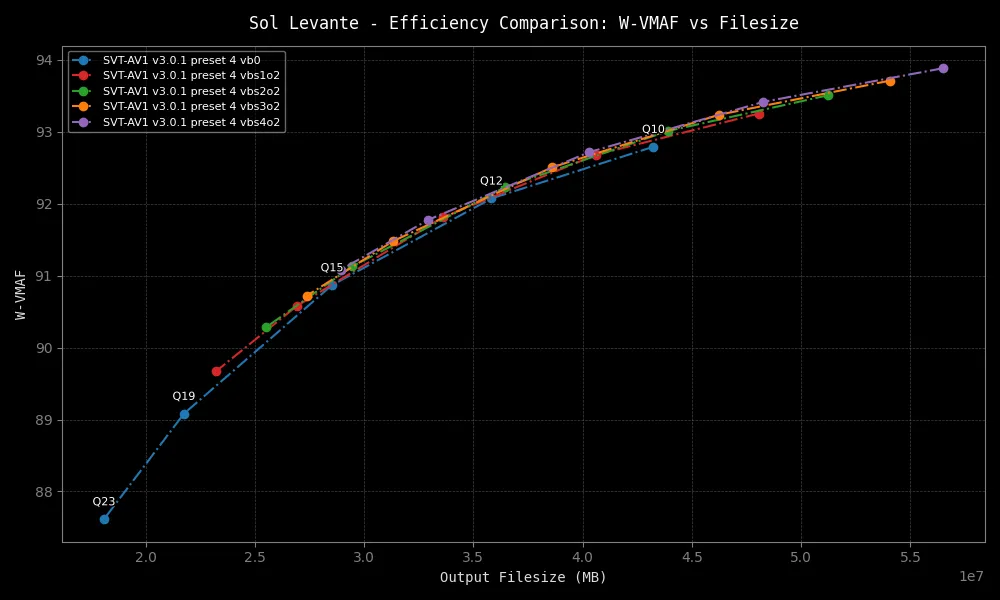 Sol Levante - Efficiency Comparison: W-VMAF vs Filesize
SVT-AV1 v3.0.1 preset 4 vb0
SVT-AV1 v3.0.1 preset 4 vbs1o2
SVT-AV1 v3.0.1 preset 4 vbs2o2
SVT-AV1 v3.0.1 preset 4 vbs3o2
SVT-AV1 v3.0.1 preset 4 vbs4o2
94
93
92
91
90
89
88
W-VMAF
Q10
Q12
Q15
Q19
Q23
2.0 2.5 3.0 3.5 4.0 4.5 5.0 5.5
1e7
Output Filesize (MB)